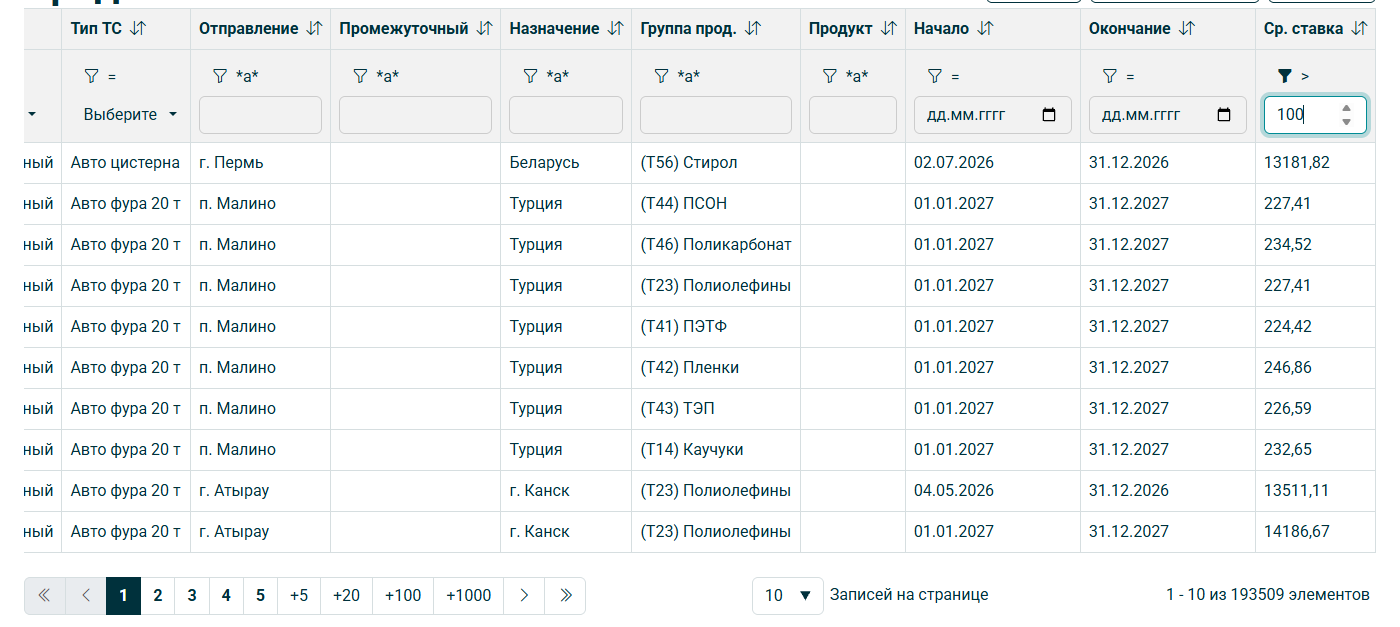 Тип ТС Отправление Промежуточный Назначение Группа прод. Продукт Начало Окончание Ср. ставка
= *a* *a* *a* *a* *a* = = >
Выберите дд.мм.гггг дд.мм.гггг 100
ный Авто цистерна г. Пермь Беларусь (Т56) Стирол 02.07.2026 31.12.2026 13181,82
ный Авто фура 20 т п. Малино Турция (Т44) ПСОН 01.01.2027 31.12.2027 227,41
ный Авто фура 20 т п. Малино Турция (Т46) Поликарбонат 01.01.2027 31.12.2027 234,52
ный Авто фура 20 т п. Малино Турция (Т23) Полиолефины 01.01.2027 31.12.2027 227,41
ный Авто фура 20 т п. Малино Турция (Т41) ПЭТФ 01.01.2027 31.12.2027 224,42
ный Авто фура 20 т п. Малино Турция (Т42) Пленки 01.01.2027 31.12.2027 246,86
ный Авто фура 20 т п. Малино Турция (Т43) ТЭП 01.01.2027 31.12.2027 226,59
ный Авто фура 20 т п. Малино Турция (Т14) Каучуки 01.01.2027 31.12.2027 232,65
ный Авто фура 20 т г. Атырау г. Канск (Т23) Полиолефины 04.05.2026 31.12.2026 13511,11
ный Авто фура 20 т г. Атырау г. Канск (Т23) Полиолефины 01.01.2027 31.12.2027 14186,67
« ‹ 1 2 3 4 5 +5 +20 +100 +1000 › » 10 Записей на странице 1 - 10 из 193509 элементов